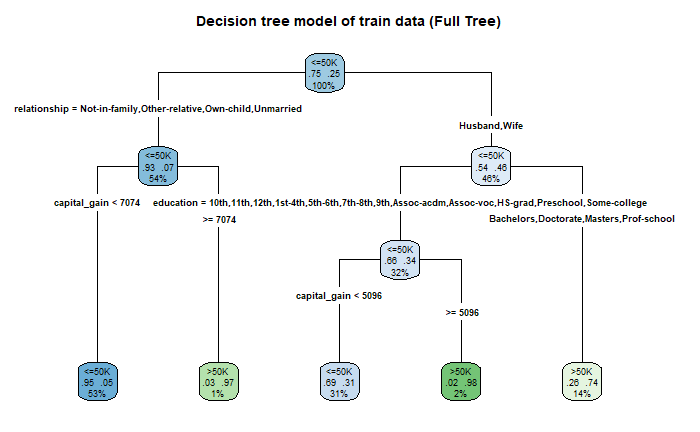 Decision tree model of train data (Full Tree)
<=50K
.75 .25
100%
relationship = Not-in-family,Other-relative,Own-child,Unmarried
Husband,Wife
<=50K
.93 .07
54%
<=50K
.54 .46
46%
capital_gain < 7074
education = 10th,11th,12th,1st-4th,5th-6th,7th-8th,9th,Assoc-acdm,Assoc-voc,HS-grad,Preschool,Some-college
>= 7074
Bachelors,Doctorate,Masters,Prof-school
<=50K
.66 .34
32%
capital_gain < 5096
>= 5096
<=50K
.95 .05
53%
>50K
.03 .97
1%
<=50K
.69 .31
31%
>50K
.02 .98
2%
>50K
.26 .74
14%